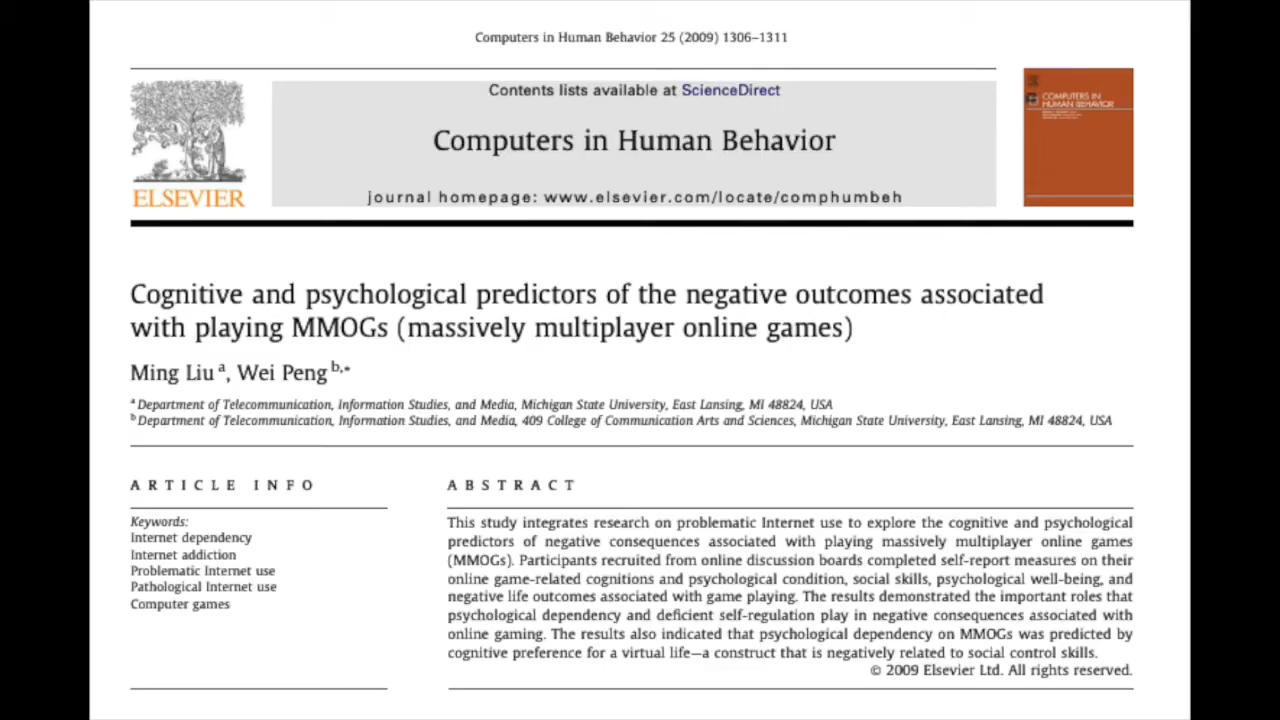 Computers in Human Behavior 25 (2009) 1306–1311
Contents lists available at ScienceDirect
Computers in Human Behavior
journal homepage: www.elsevier.com/locate/comphumbeh
ELSEVIER
COMPUTERS IN
HUMAN BEHAVIOR
Cognitive and psychological predictors of the negative outcomes associated
with playing MMOGs (massively multiplayer online games)
Ming Liu a, Wei Peng b,*
a Department of Telecommunication, Information Studies, and Media, Michigan State University, East Lansing, MI 48824, USA
b Department of Telecommunication, Information Studies, and Media, 409 College of Communication Arts and Sciences, Michigan State University, East Lansing, MI 48824, USA
ARTICLE INFO
Keywords:
Internet dependency
Internet addiction
Problematic Internet use
Pathological Internet use
Computer games
ABSTRACT
This study integrates research on problematic Internet use to explore the cognitive and psychological
predictors of negative consequences associated with playing massively multiplayer online games
(MMOGs). Participants recruited from online discussion boards completed self-report measures on their
online game-related cognitions and psychological condition, social skills, psychological well-being, and
negative life outcomes associated with game playing. The results demonstrated the important roles that
psychological dependency and deficient self-regulation play in negative consequences associated with
online gaming. The results also indicated that psychological dependency on MMOGs was predicted by
cognitive preference for a virtual life—a construct that is negatively related to social control skills.
© 2009 Elsevier Ltd. All rights reserved.